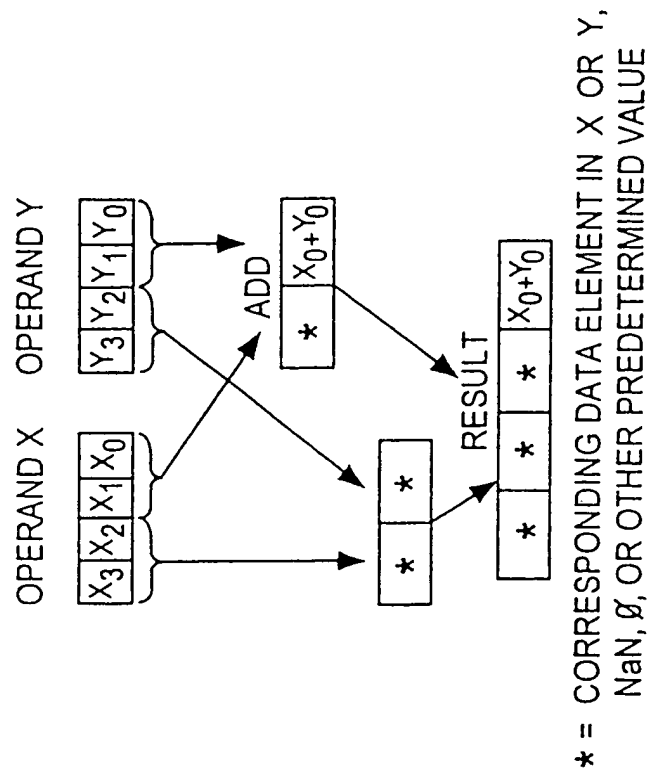 OPERAND X OPERAND Y
X3 X2 X1 X0 Y3 Y2 Y1 Y0
ADD
* X0+Y0
* *
RESULT
* * * X0+Y0
* = CORRESPONDING DATA ELEMENT IN X OR Y,
NaN, Ø, OR OTHER PREDETERMINED VALUE